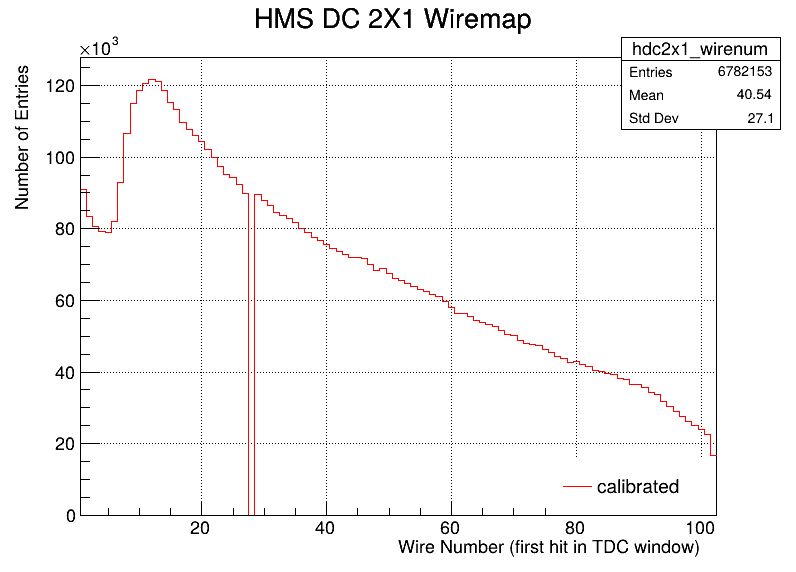 HMS DC 2X1 Wiremap
×10³
hdc2x1_wirenum
Entries 6782153
Mean 40.54
Std Dev 27.1
Number of Entries
120
100
80
60
40
20
0
calibrated
20 40 60 80 100
Wire Number (first hit in TDC window)